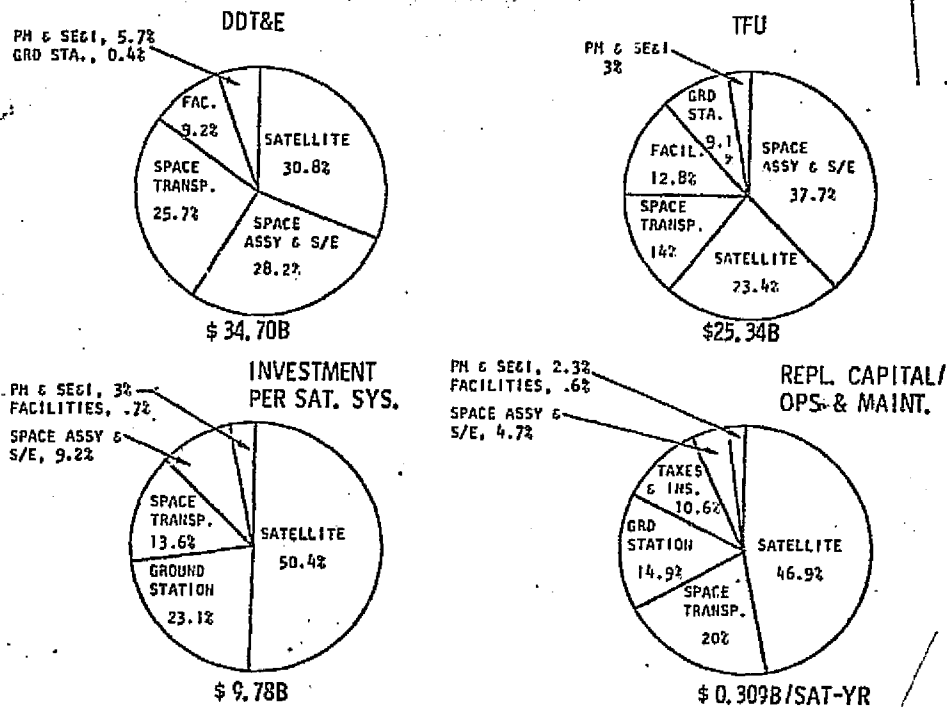 DDT&E
PM & SE&I, 5.7%
GRD STA., 0.4%
FAC.
9.2%
SATELLITE
30.8%
SPACE
TRANSP.
25.7%
SPACE
ASSY & S/E
28.2%
$ 34.70B
TFU
PM & SE&I
3%
GRD
STA.
9.1
%
SPACE
ASSY & S/E
37.7%
FACIL.
12.8%
SPACE
TRANSP.
14%
SATELLITE
23.4%
$25.34B
INVESTMENT
PER SAT. SYS.
PM & SE&I, 3%
FACILITIES, .7%
SPACE ASSY &
S/E, 9.2%
SPACE
TRANSP.
13.6%
SATELLITE
50.4%
GROUND
STATION
23.1%
$ 9.78B
REPL. CAPITAL/
OPS. & MAINT.
PM & SE&I, 2.3%
FACILITIES, .6%
SPACE ASSY &
S/E, 4.7%
TAXES
& INS.
10.6%
GRD
STATION
14.9%
SATELLITE
46.9%
SPACE
TRANSP.
20%
$ 0.309B/SAT-YR